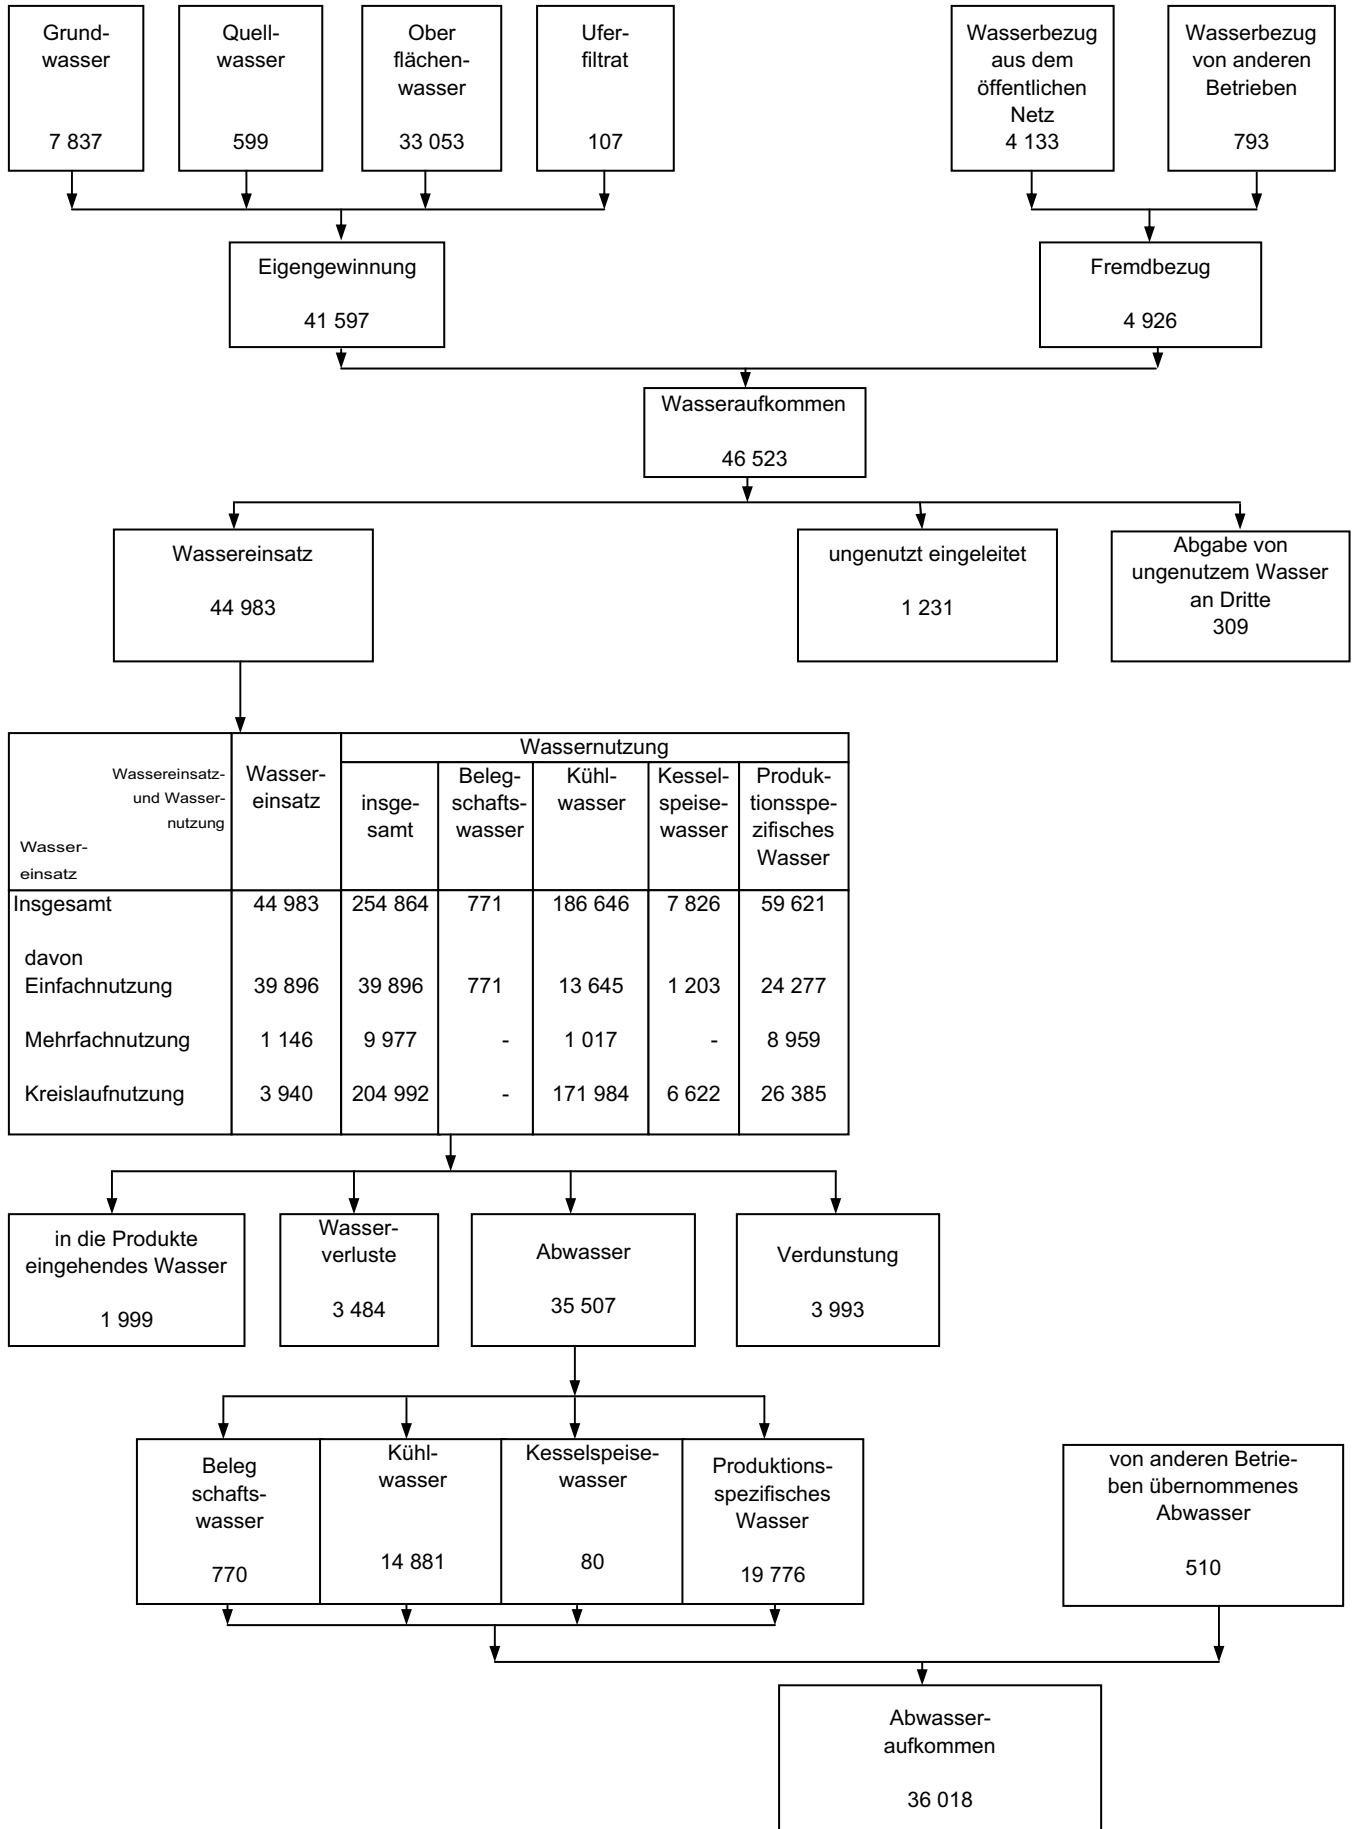 Grund-
wasser
7 837
Quell-
wasser
599
Ober
flächen-
wasser
33 053
Ufer-
filtrat
107
Wasserbezug
aus dem
öffentlichen
Netz
4 133
Wasserbezug
von anderen
Betrieben
793
Eigengewinnung
41 597
Fremdbezug
4 926
Wasseraufkommen
46 523
Wassereinsatz
44 983
ungenutzt eingeleitet
1 231
Abgabe von
ungenutzem Wasser
an Dritte
309
Wassereinsatz-
und Wasser-
nutzung
Wasser-
einsatz
Wasser-
einsatz
Wassernutzung
insge-
samt
Beleg-
schafts-
wasser
Kühl-
wasser
Kessel-
speise-
wasser
Produk-
tionsspe-
zifisches
Wasser
Insgesamt 44 983 254 864 771 186 646 7 826 59 621
davon
Einfachnutzung 39 896 39 896 771 13 645 1 203 24 277
Mehrfachnutzung 1 146 9 977 - 1 017 - 8 959
Kreislaufnutzung 3 940 204 992 - 171 984 6 622 26 385
in die Produkte
eingehendes Wasser
1 999
Wasser-
verluste
3 484
Abwasser
35 507
Verdunstung
3 993
Beleg
schafts-
wasser
770
Kühl-
wasser
14 881
Kesselspeise-
wasser
80
Produktions-
spezifisches
Wasser
19 776
von anderen Betrie-
ben übernommenes
Abwasser
510
Abwasser-
aufkommen
36 018